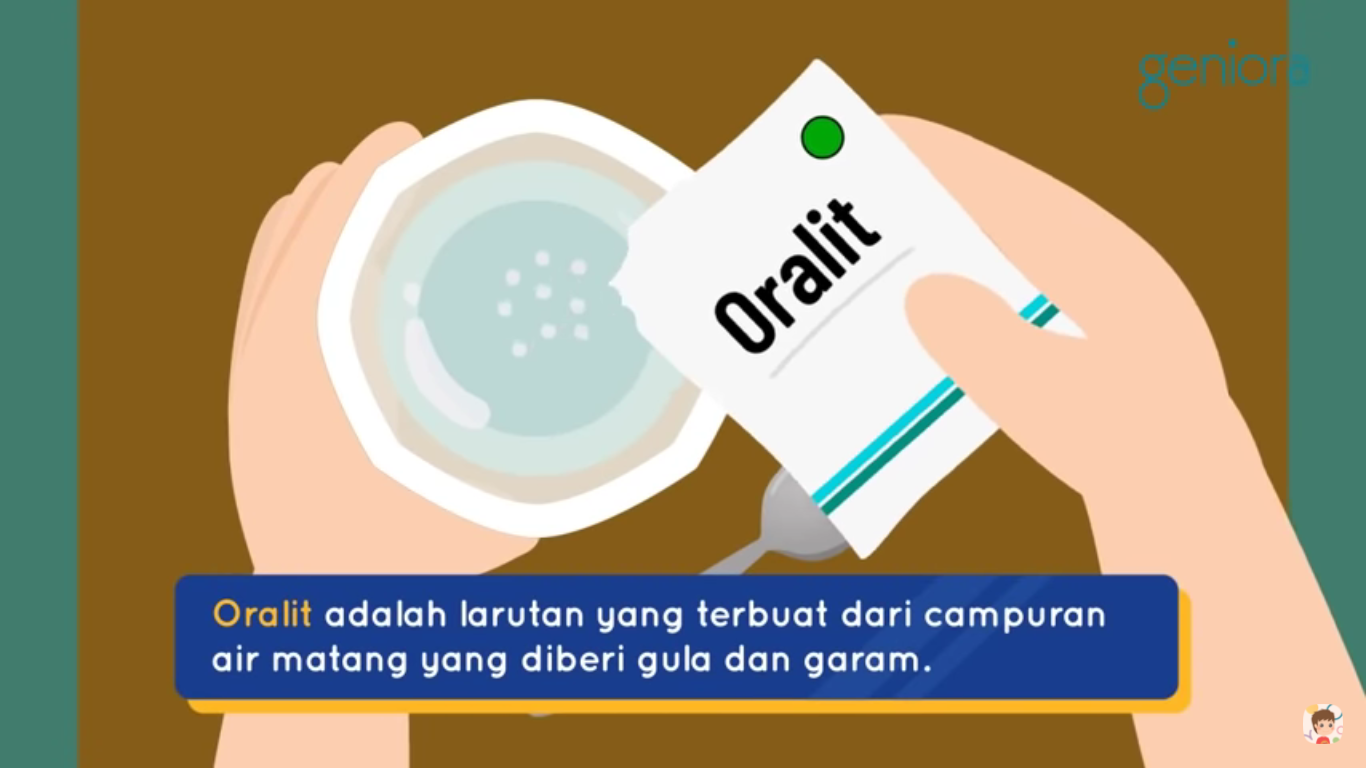 geniora
Oralit
Oralit adalah larutan yang terbuat dari campuran
air matang yang diberi gula dan garam.